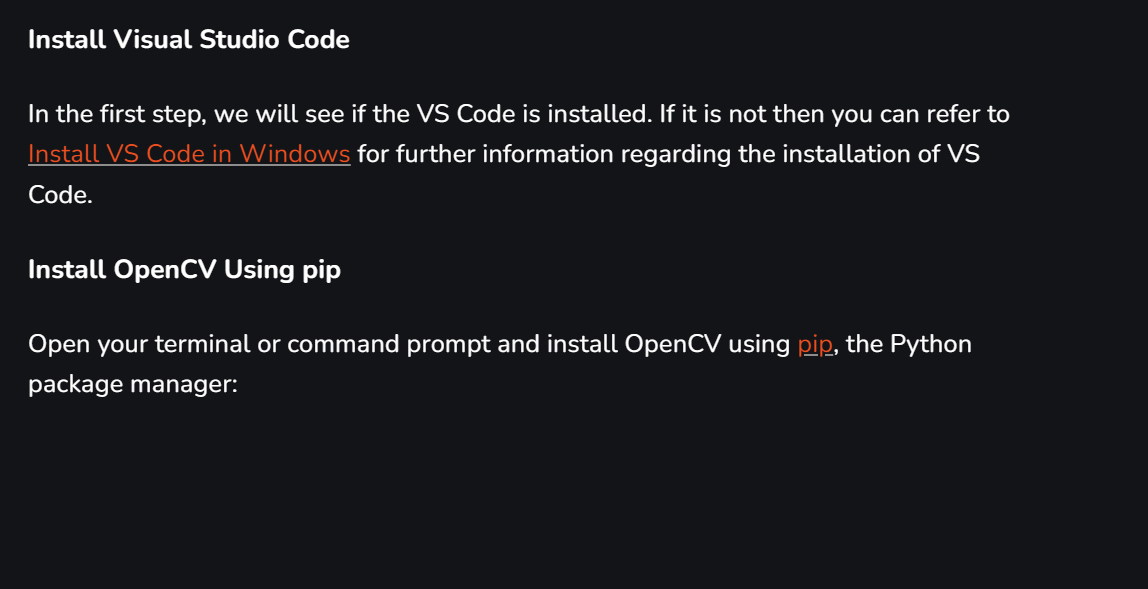 Install Visual Studio Code
In the first step, we will see if the VS Code is installed. If it is not then you can refer to
Install VS Code in Windows for further information regarding the installation of VS
Code.
Install OpenCV Using pip
Open your terminal or command prompt and install OpenCV using pip, the Python
package manager: